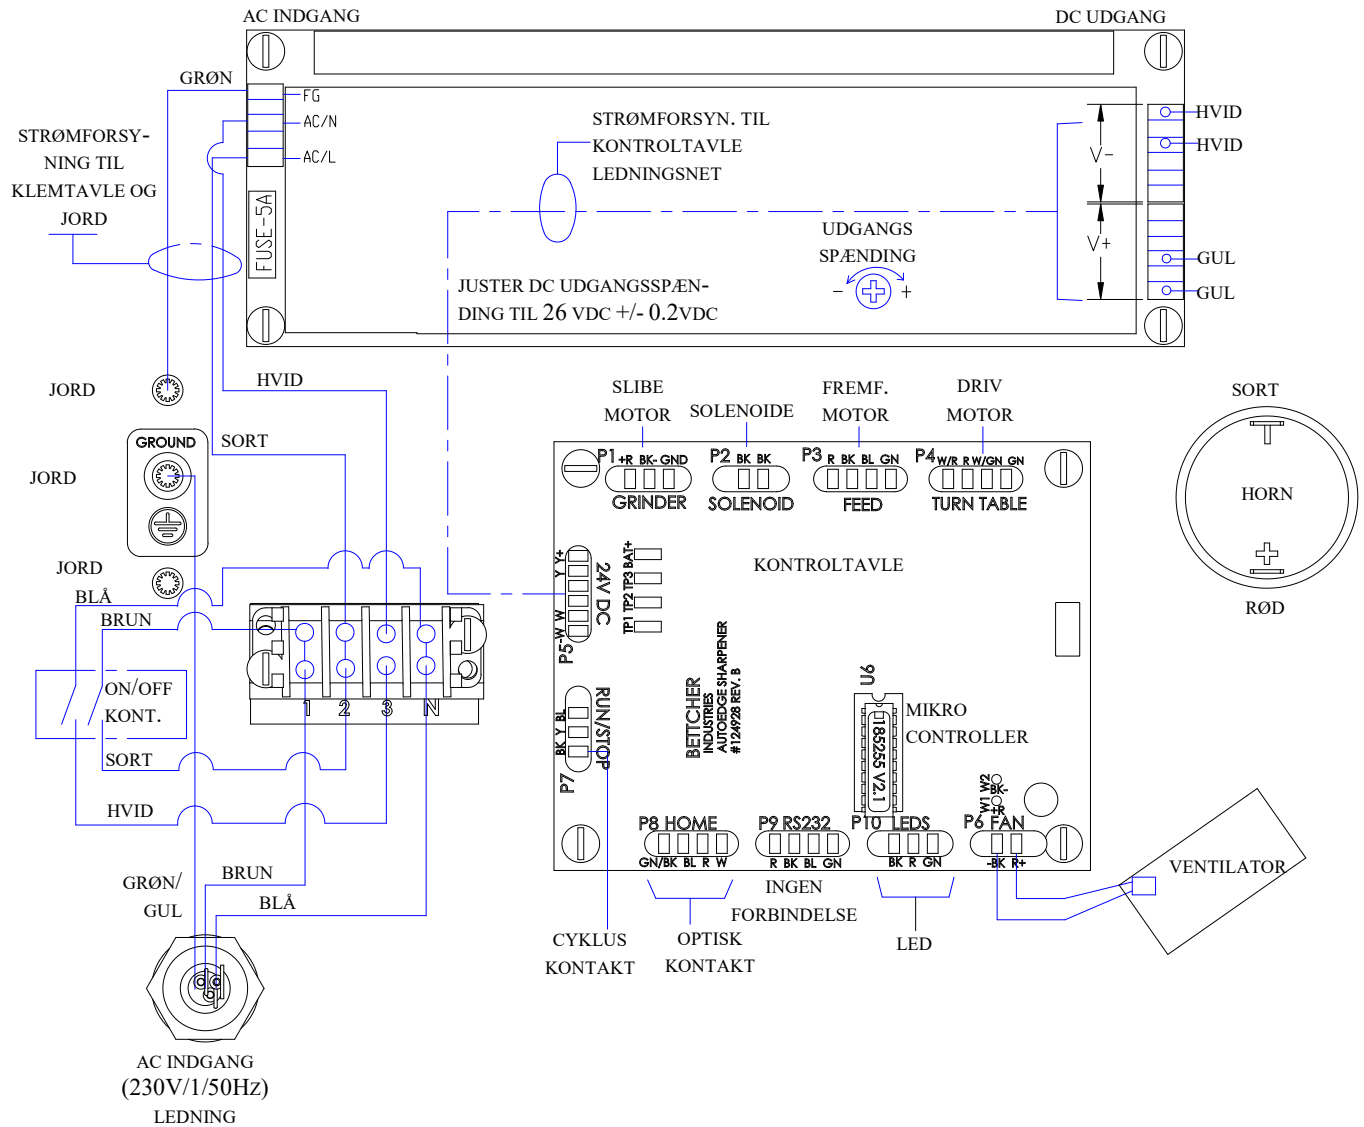 AC INDGANG
DC UDGANG
GRØN
FG
AC/N
AC/L
STRØMFORSY-
NING TIL
KLEMTAVLE OG
JORD
FUSE-5A
STRØMFORSYN. TIL
KONTROLTAVLE
LEDNINGSNET
UDGANGS
SPÆNDING
- +
JUSTER DC UDGANGSSPÆN-
DING TIL 26 VDC +/- 0.2VDC
V-
V+
HVID
HVID
GUL
GUL
JORD
HVID
SORT
GROUND
JORD
JORD
BLÅ
BRUN
ON/OFF
KONT.
SORT
HVID
1 2 3 N
GRØN/
GUL
BRUN
BLÅ
AC INDGANG
(230V/1/50Hz)
LEDNING
SLIBE
MOTOR
SOLENOIDE
FREMF.
MOTOR
DRIV
MOTOR
P1 +R BK- GND
GRINDER
P2 BK BK
SOLENOID
P3 R BK BL GN
FEED
P4 W/R R W/GN GN
TURN TABLE
KONTROLTAVLE
P5 -W W Y Y+
24V DC
TP1 TP2 TP3 BAT+
P7 BK Y BL
RUN/STOP
BETTCHER
INDUSTRIES
AUTOEDGE SHARPENER
#124928 REV. B
U6
185255 V2.1
MIKRO
CONTROLLER
W1 W2
+R BK-
P8 HOME
GN/BK BL R W
P9 RS232
R BK BL GN
P10 LEDS
BK R GN
P6 FAN
-BK R+
INGEN
FORBINDELSE
CYKLUS
KONTAKT
OPTISK
KONTAKT
LED
VENTILATOR
SORT
HORN
+
RØD